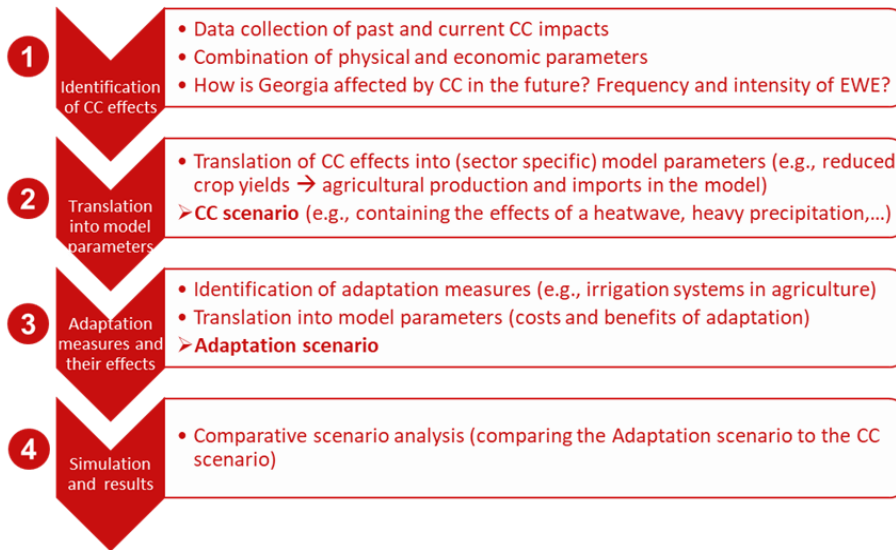 1
Identification
of CC effects
• Data collection of past and current CC impacts
• Combination of physical and economic parameters
• How is Georgia affected by CC in the future? Frequency and intensity of EWE?
2
Translation
into model
parameters
• Translation of CC effects into (sector specific) model parameters (e.g., reduced
crop yields → agricultural production and imports in the model)
➢CC scenario (e.g., containing the effects of a heatwave, heavy precipitation,...)
3
Adaptation
measures and
their effects
• Identification of adaptation measures (e.g., irrigation systems in agriculture)
• Translation into model parameters (costs and benefits of adaptation)
➢Adaptation scenario
4
Simulation
and results
• Comparative scenario analysis (comparing the Adaptation scenario to the CC
scenario)